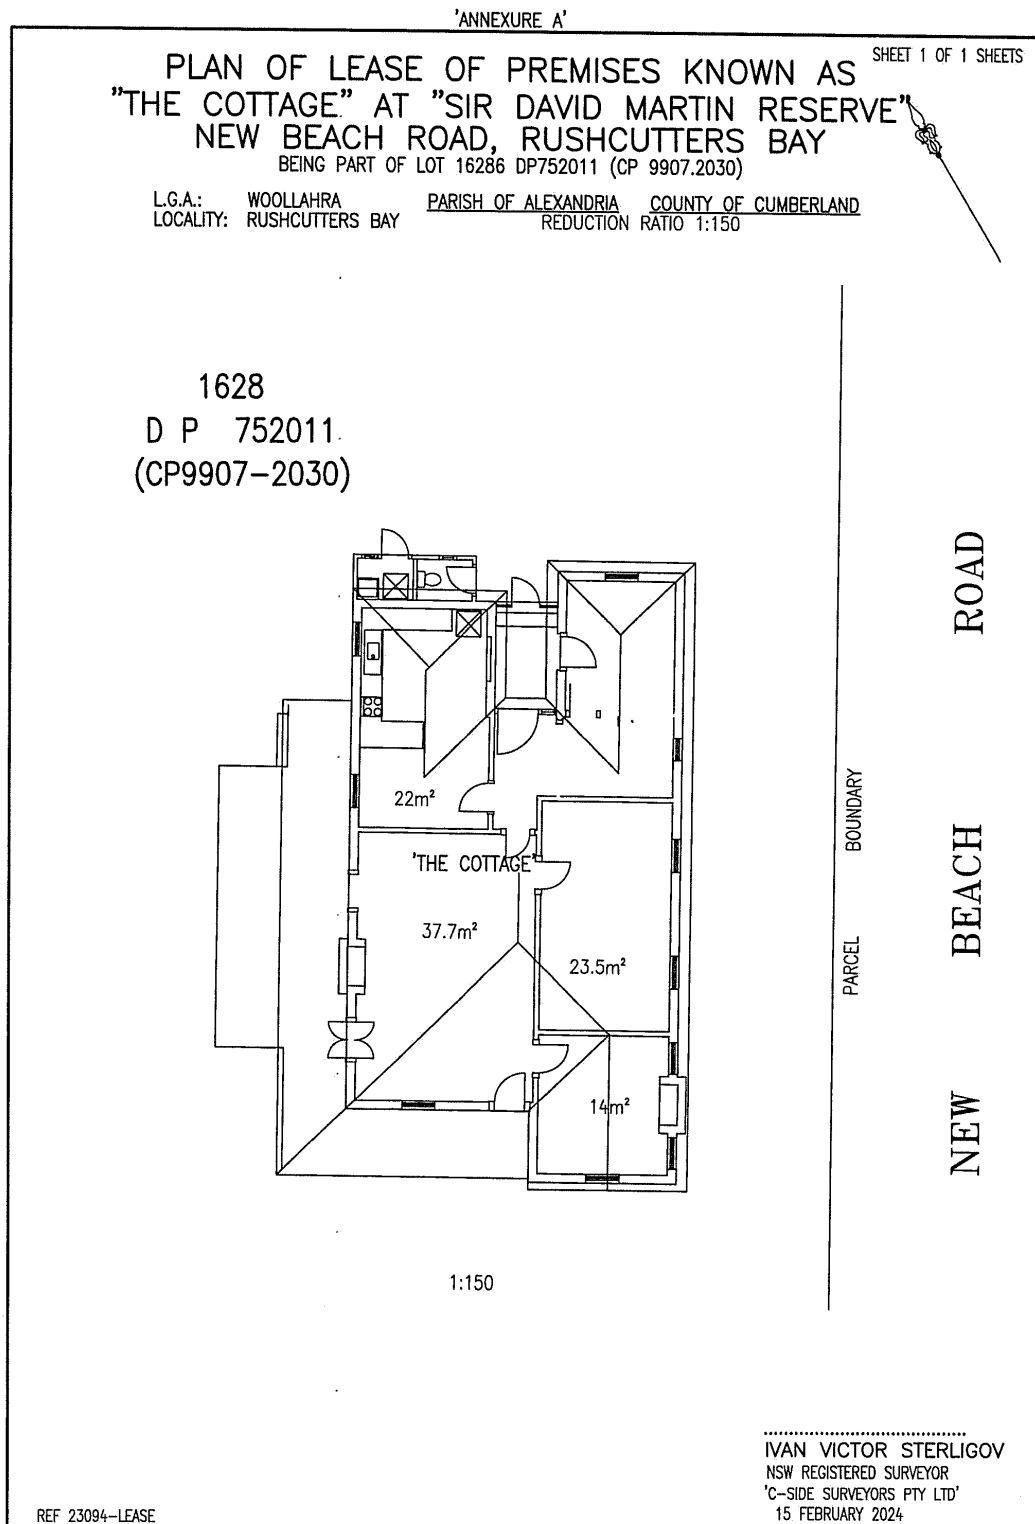 'ANNEXURE A'
SHEET 1 OF 1 SHEETS
PLAN OF LEASE OF PREMISES KNOWN AS
"THE COTTAGE" AT "SIR DAVID MARTIN RESERVE"
NEW BEACH ROAD, RUSHCUTTERS BAY
BEING PART OF LOT 16286 DP752011 (CP 9907.2030)
L.G.A.: WOOLLAHRA PARISH OF ALEXANDRIA COUNTY OF CUMBERLAND
LOCALITY: RUSHCUTTERS BAY REDUCTION RATIO 1:150
1628
D P 752011
(CP9907-2030)
22m²
'THE COTTAGE'
37.7m²
23.5m²
14m²
PARCEL BOUNDARY
NEW BEACH ROAD
1:150
IVAN VICTOR STERLIGOV
NSW REGISTERED SURVEYOR
'C-SIDE SURVEYORS PTY LTD'
15 FEBRUARY 2024
REF 23094-LEASE